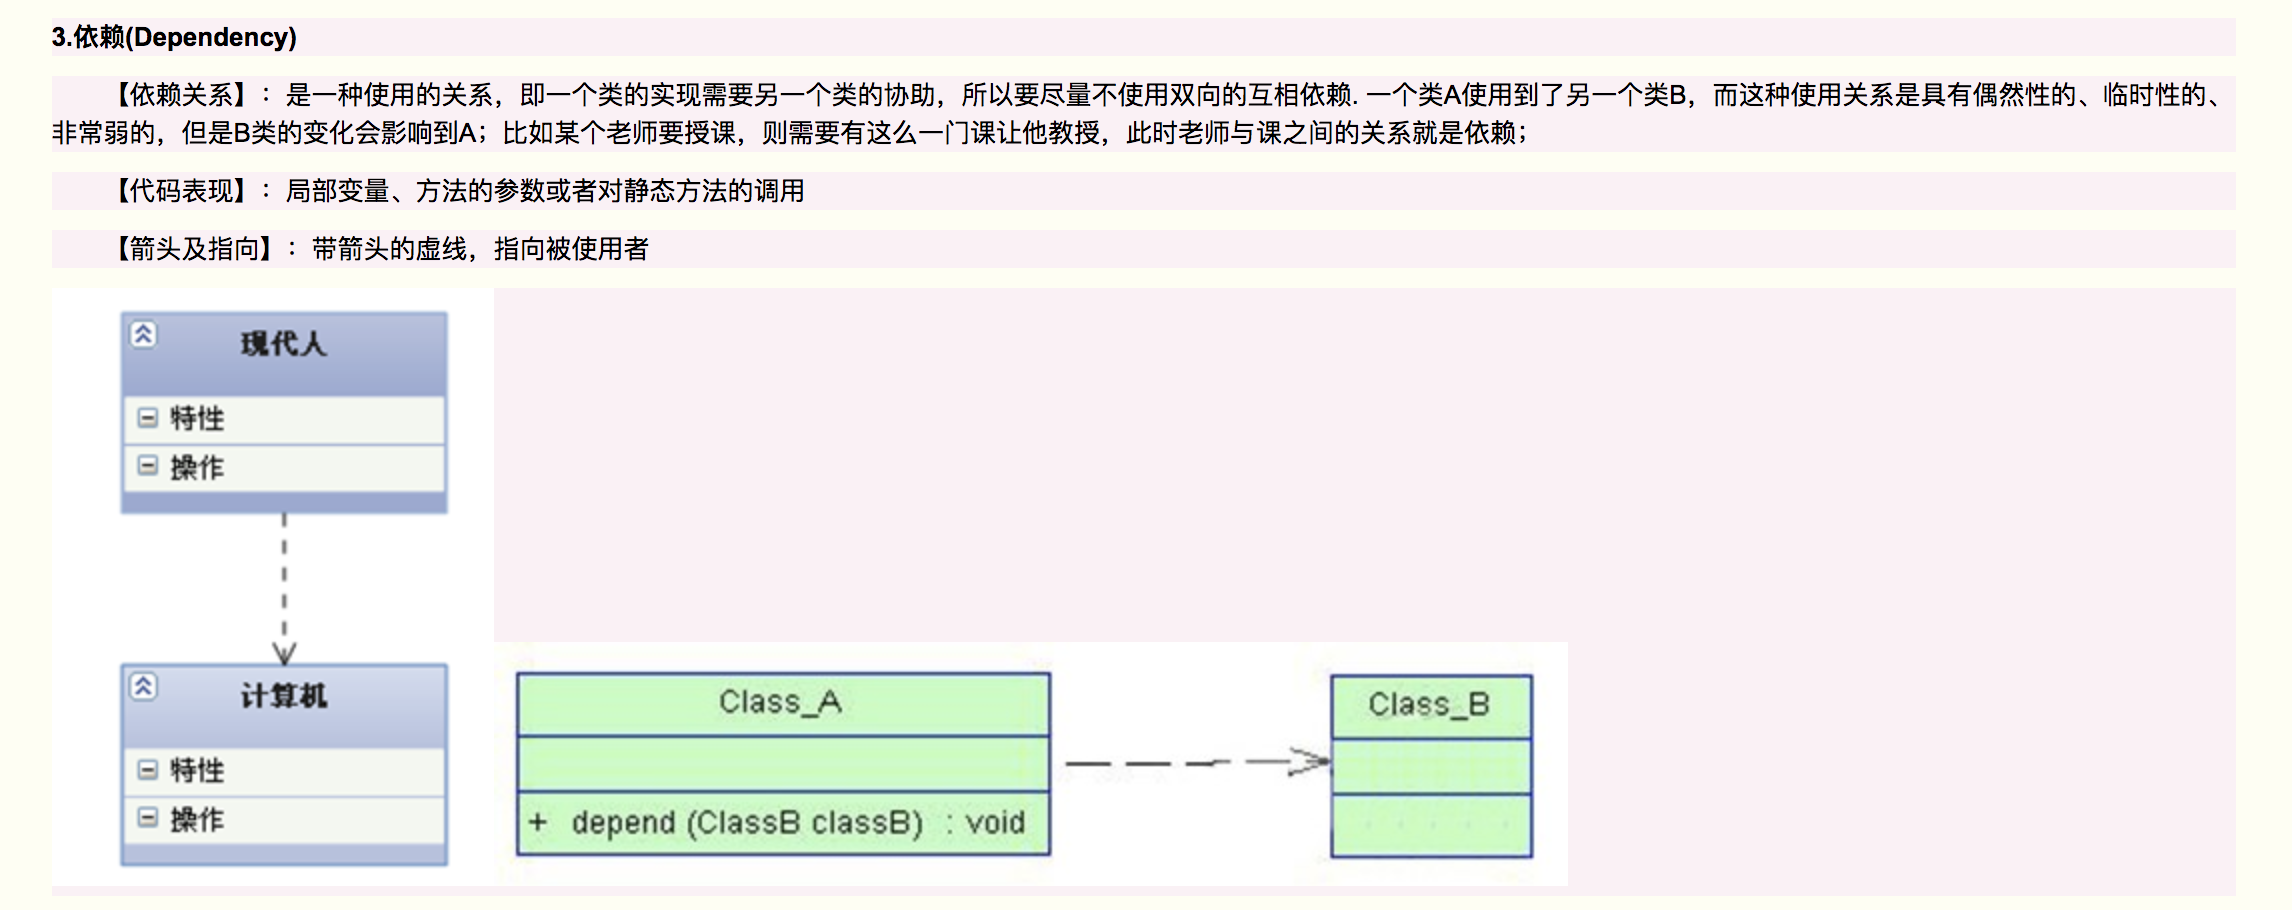 3.依赖(Dependency)
【依赖关系】：是一种使用的关系，即一个类的实现需要另一个类的协助，所以要尽量不使用双向的互相依赖. 一个类A使用到了另一个类B，而这种使用关系是具有偶然性的、临时性的、
非常弱的，但是B类的变化会影响到A；比如某个老师要授课，则需要有这么一门课让他教授，此时老师与课之间的关系就是依赖；
【代码表现】：局部变量、方法的参数或者对静态方法的调用
【箭头及指向】：带箭头的虚线，指向被使用者
现代人
特性
操作
计算机
特性
操作
Class_A
+ depend (ClassB classB) : void
Class_B